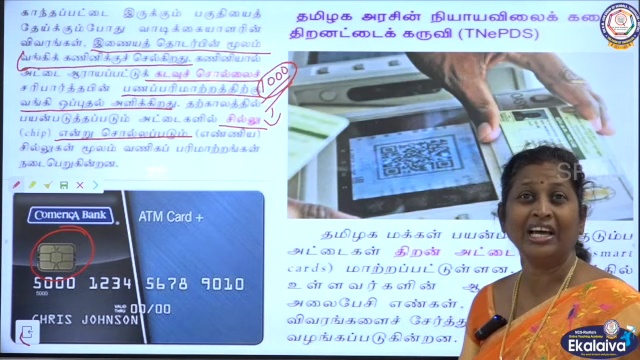 காந்தப்பட்டை இருக்கும் பகுதியைத்
தேய்க்கும்போது வாடிக்கையாளரின்
விவரங்கள், இணையத் தொடர்பின் மூலம்
வங்கிக் கணினிக்குச் செல்கிறது. கணினியால்
அட்டை ஆராயப்பட்டுக் கடவுச் சொல்லைச்
சரிபார்த்தபின் பணப்பரிமாற்றத்திற்கு
வங்கி ஒப்புதல் அளிக்கிறது. தற்காலத்தில்
பயன்படுத்தப்படும் அட்டைகளில் சில்லு
(chip) என்று சொல்லப்படும் (எண்ணிய)
சில்லுகள் மூலம் வணிகப் பரிமாற்றங்கள்
நடைபெறுகின்றன.
1000
Comerica Bank
ATM Card +
5000 1234 5678 9010
5000
VALID THRU 00/00
CHRIS JOHNSON
தமிழக அரசின் நியாயவிலைக்
திறனட்டைக் கருவி (TNePDS)
தமிழக மக்கள்
அட்டைகள் திறன்
cards) மாற்றப்பட்டுள்ளன.
உள்ளவர்களின்
அலைபேசி எண்கள்.
விவரங்களைச்
வழங்கப்படுகின்றன.
Ekalaiva